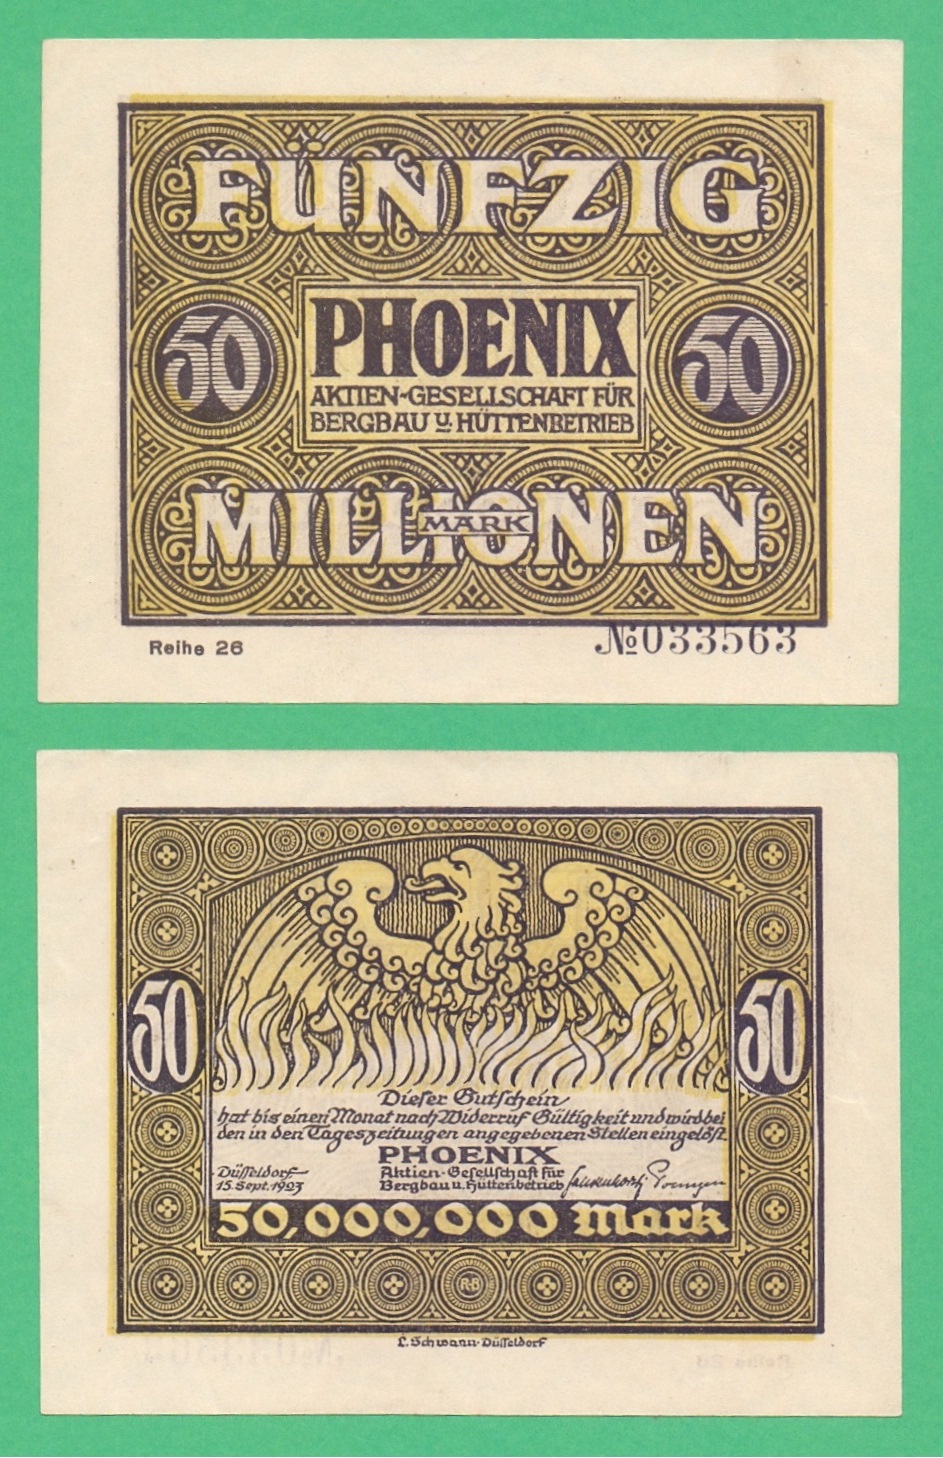 FÜNFZIG
50
PHOENIX
50
AKTIEN-GESELLSCHAFT FÜR
BERGBAU U. HÜTTENBETRIEB
MILLIONEN
MARK
Reihe 26
№033563
50
50
Dieser Gutschein
hat bis einen Monat nach Widerruf Gültigkeit und wird bei
den in den Tageszeitungen angegebenen Stellen eingelöst.
PHOENIX
Düsseldorf
Aktien-Gesellschaft für
15. Sept. 1923
Bergbau u. Hüttenbetrieb
50,000,000 Mark
R·B
L. Schwann-Düsseldorf